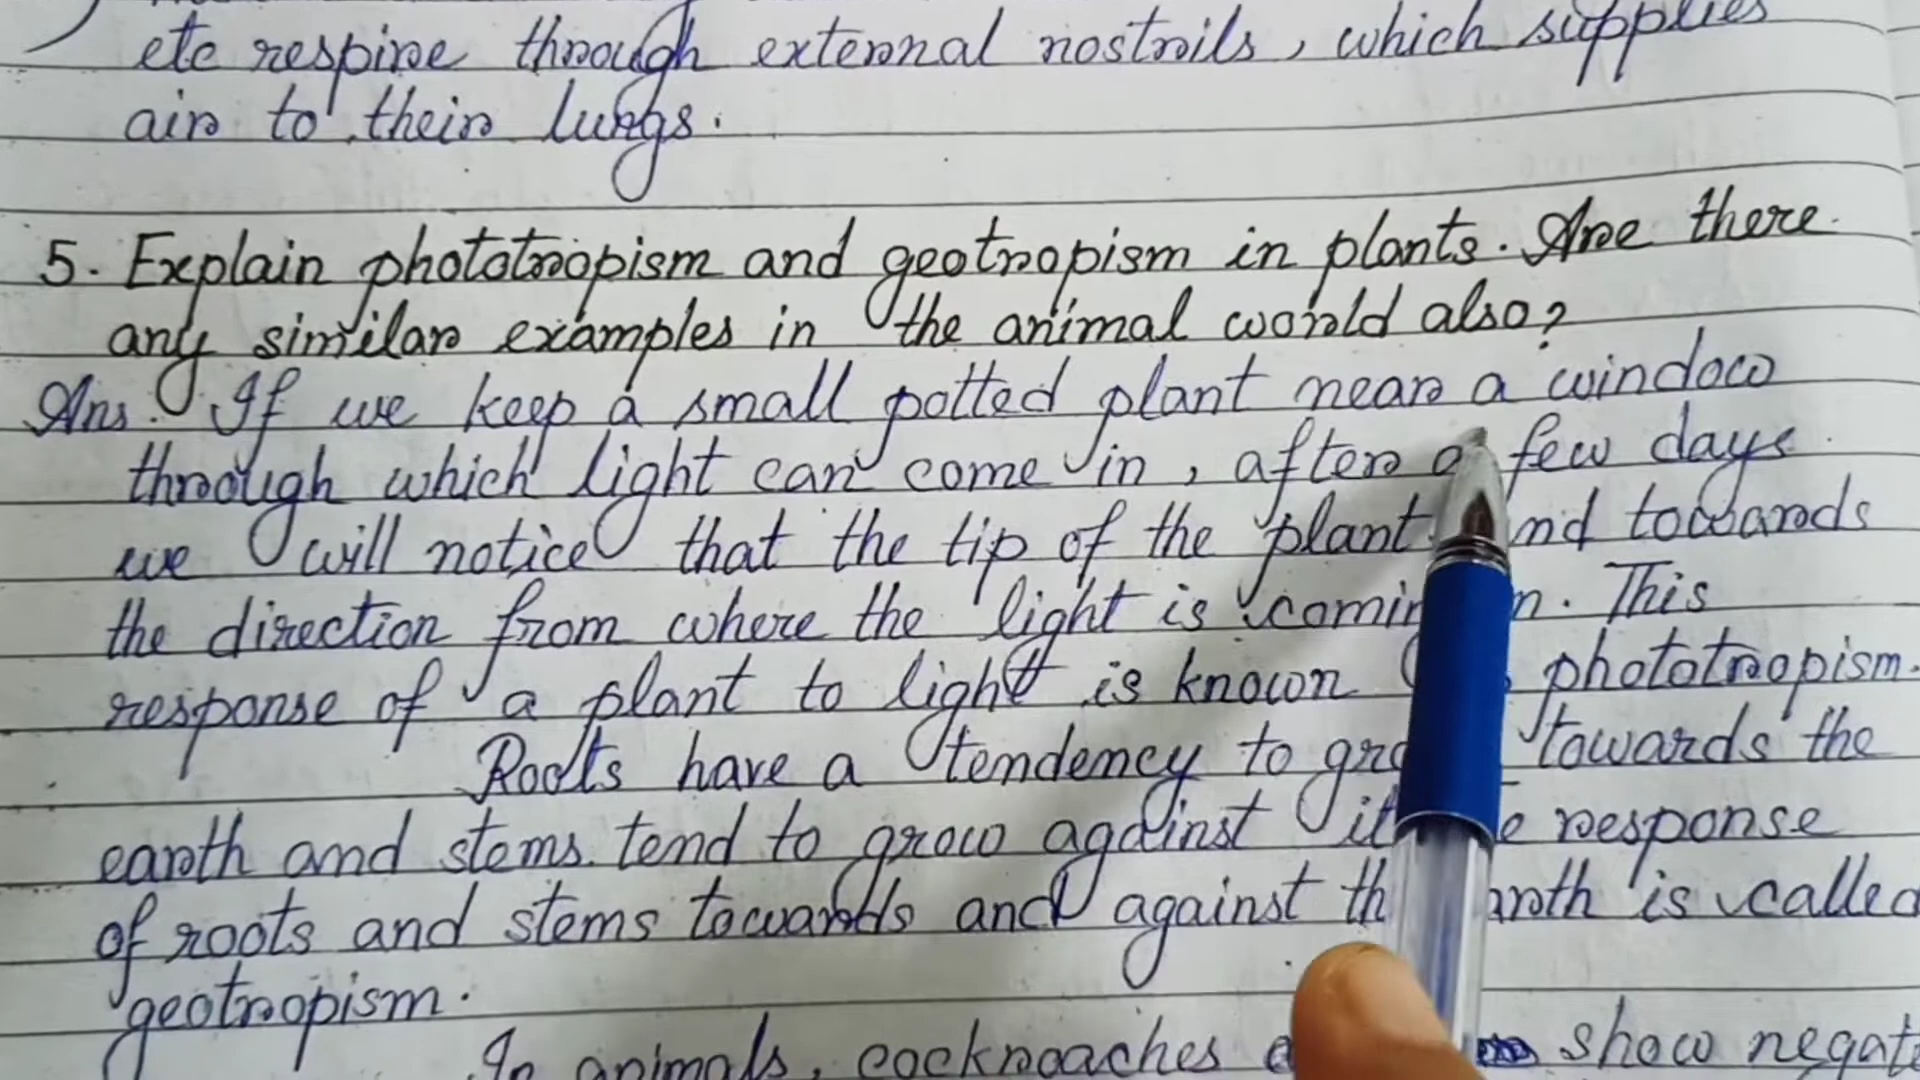 etc respire through external nostrils, which supplies
air to their lungs.
5. Explain phototropism and geotropism in plants. Are there
any similar examples in the animal world also?
Ans. If we keep a small potted plant near a window
through which light can come in, after a few days
we will notice that the tip of the plant towards
the direction from where the light is This
response of a plant to light is known phototropism.
Roots have a tendency to towards the
earth and stems tend to grow against response
of roots and stems towards and against is called
geotropism.
In animals, cockroaches show